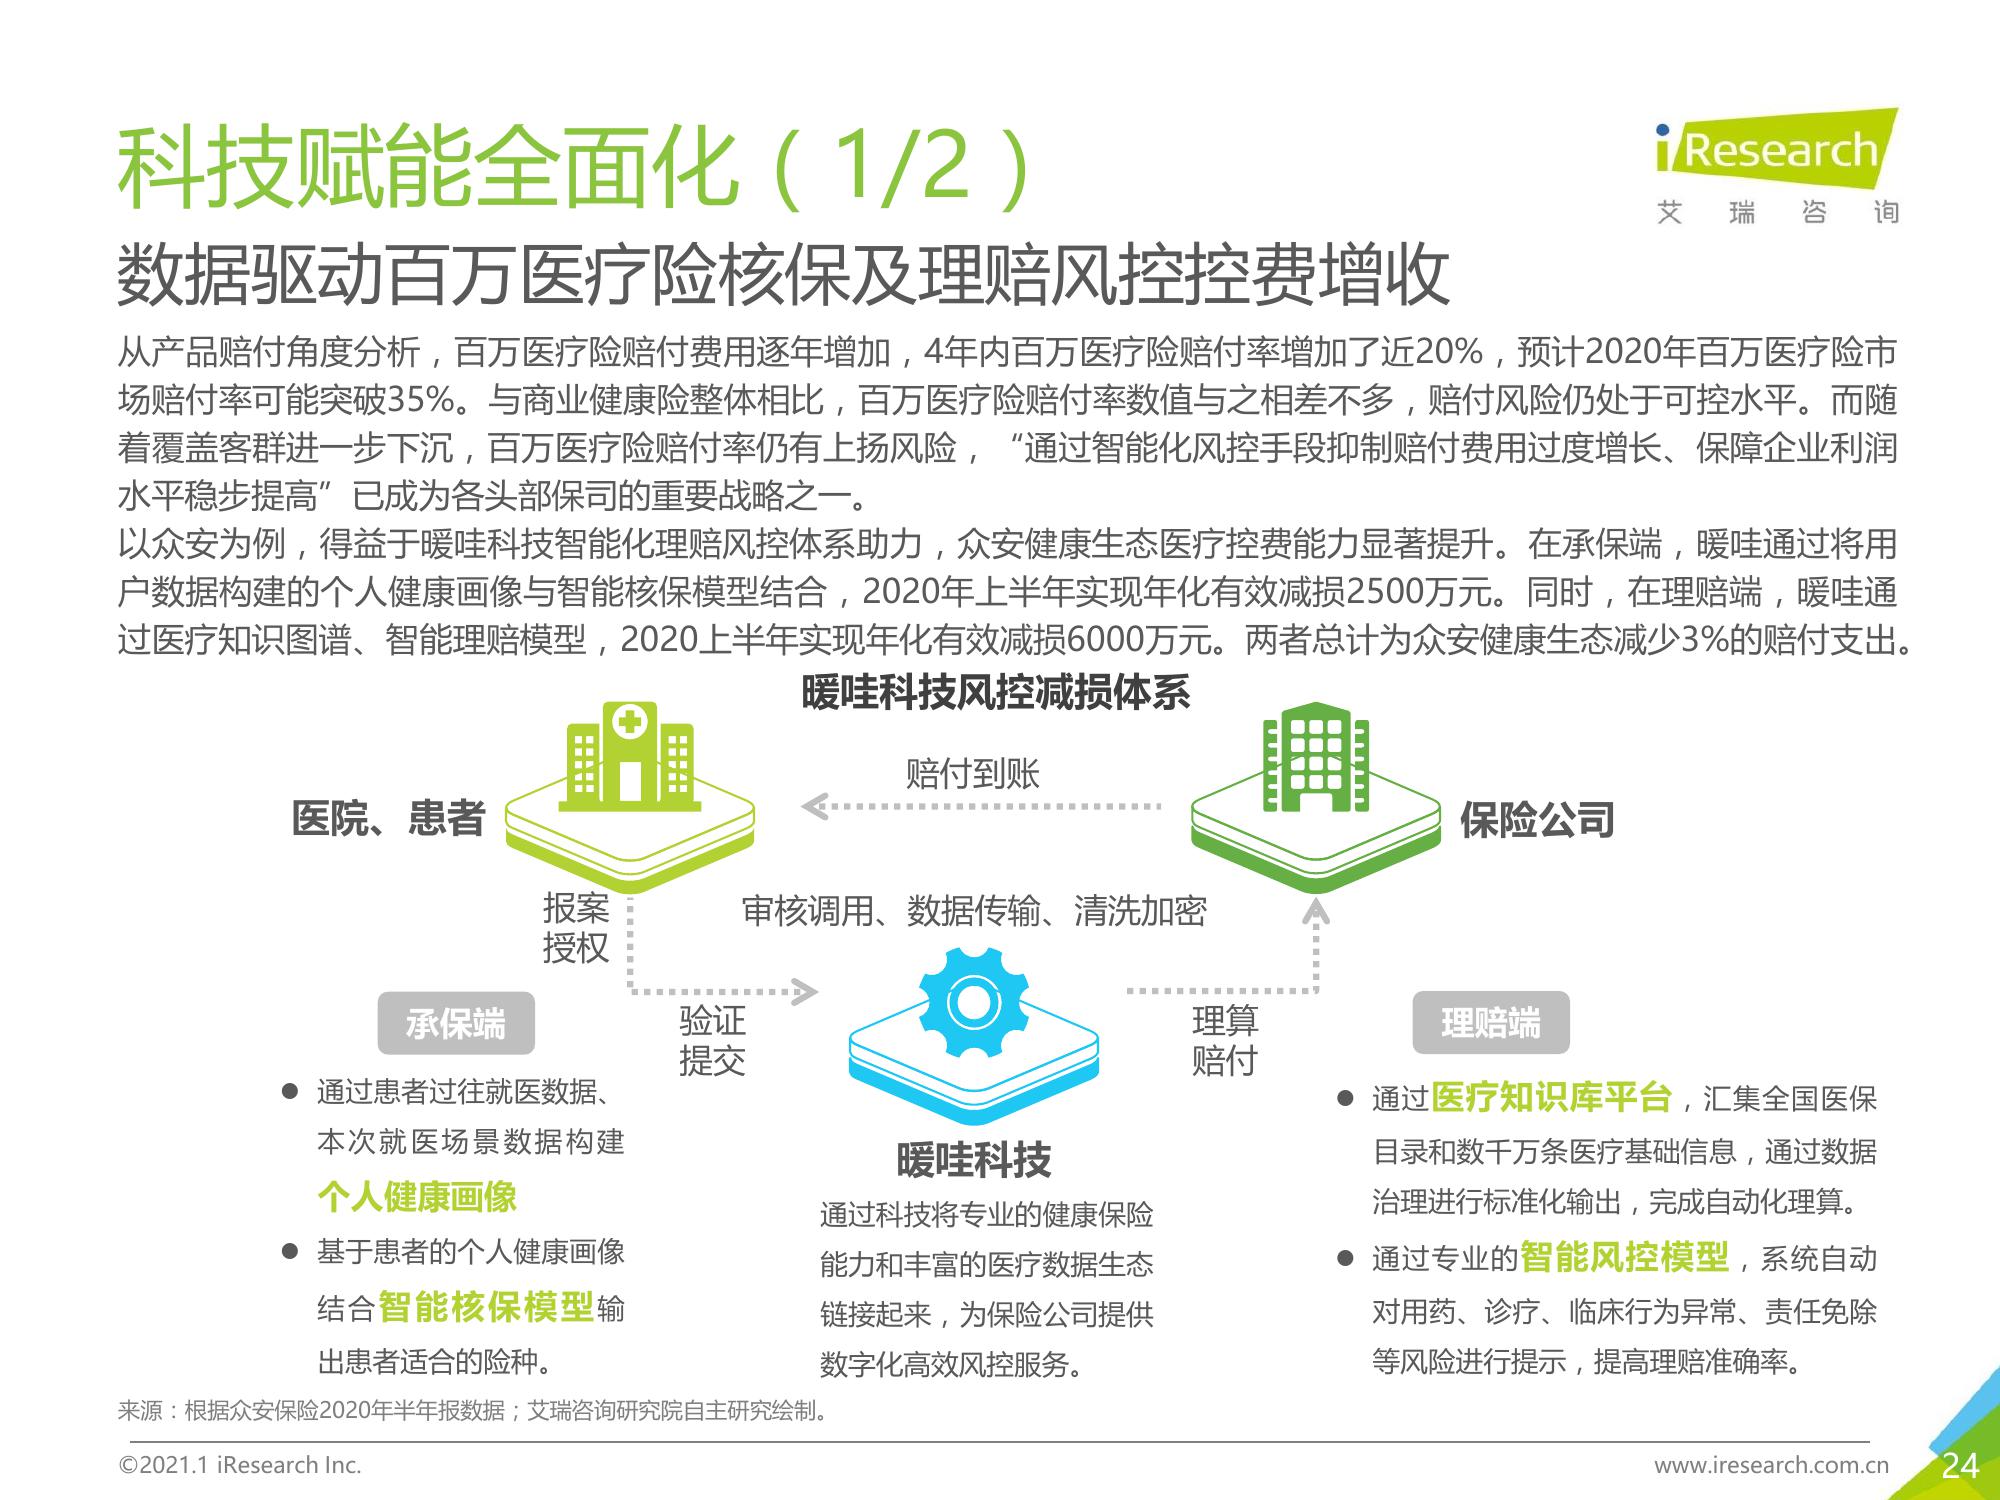 科技赋能全面化（1/2）
iResearch
艾瑞咨询
数据驱动百万医疗险核保及理赔风控控费增收
从产品赔付角度分析，百万医疗险赔付费用逐年增加，4年内百万医疗险赔付率增加了近20%，预计2020年百万医疗险市
场赔付率可能突破35%。与商业健康险整体相比，百万医疗险赔付率数值与之相差不多，赔付风险仍处于可控水平。而随
着覆盖客群进一步下沉，百万医疗险赔付率仍有上扬风险，“通过智能化风控手段抑制赔付费用过度增长、保障企业利润
水平稳步提高”已成为各头部保司的重要战略之一。
以众安为例，得益于暖哇科技智能化理赔风控体系助力，众安健康生态医疗控费能力显著提升。在承保端，暖哇通过将用
户数据构建的个人健康画像与智能核保模型结合，2020年上半年实现年化有效减损2500万元。同时，在理赔端，暖哇通
过医疗知识图谱、智能理赔模型，2020上半年实现年化有效减损6000万元。两者总计为众安健康生态减少3%的赔付支出。
暖哇科技风控减损体系
赔付到账
医院、患者
保险公司
报案
授权
审核调用、数据传输、清洗加密
验证
提交
理算
赔付
承保端
● 通过患者过往就医数据、
本次就医场景数据构建
个人健康画像
● 基于患者的个人健康画像
结合智能核保模型输
出患者适合的险种。
暖哇科技
通过科技将专业的健康保险
能力和丰富的医疗数据生态
链接起来，为保险公司提供
数字化高效风控服务。
理赔端
● 通过医疗知识库平台，汇集全国医保
目录和数千万条医疗基础信息，通过数据
治理进行标准化输出，完成自动化理算。
● 通过专业的智能风控模型，系统自动
对用药、诊疗、临床行为异常、责任免除
等风险进行提示，提高理赔准确率。
来源：根据众安保险2020年半年报数据；艾瑞咨询研究院自主研究绘制。
©2021.1 iResearch Inc.
www.iresearch.com.cn
24